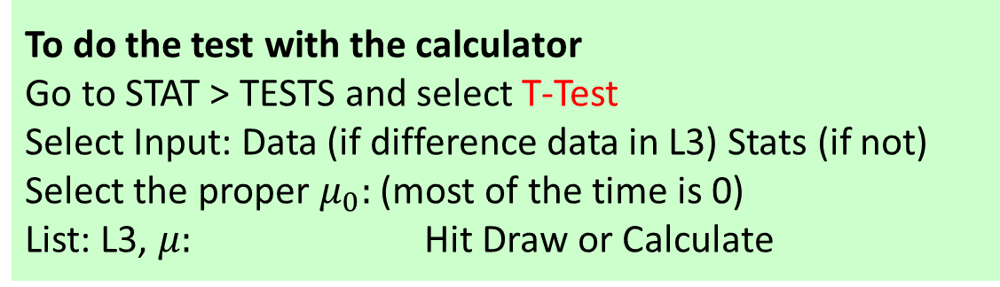 To do the test with the calculator
Go to STAT > TESTS and select T-Test
Select Input: Data (if difference data in L3) Stats (if not)
Select the proper 𝜇₀: (most of the time is 0)
List: L3, 𝜇: Hit Draw or Calculate